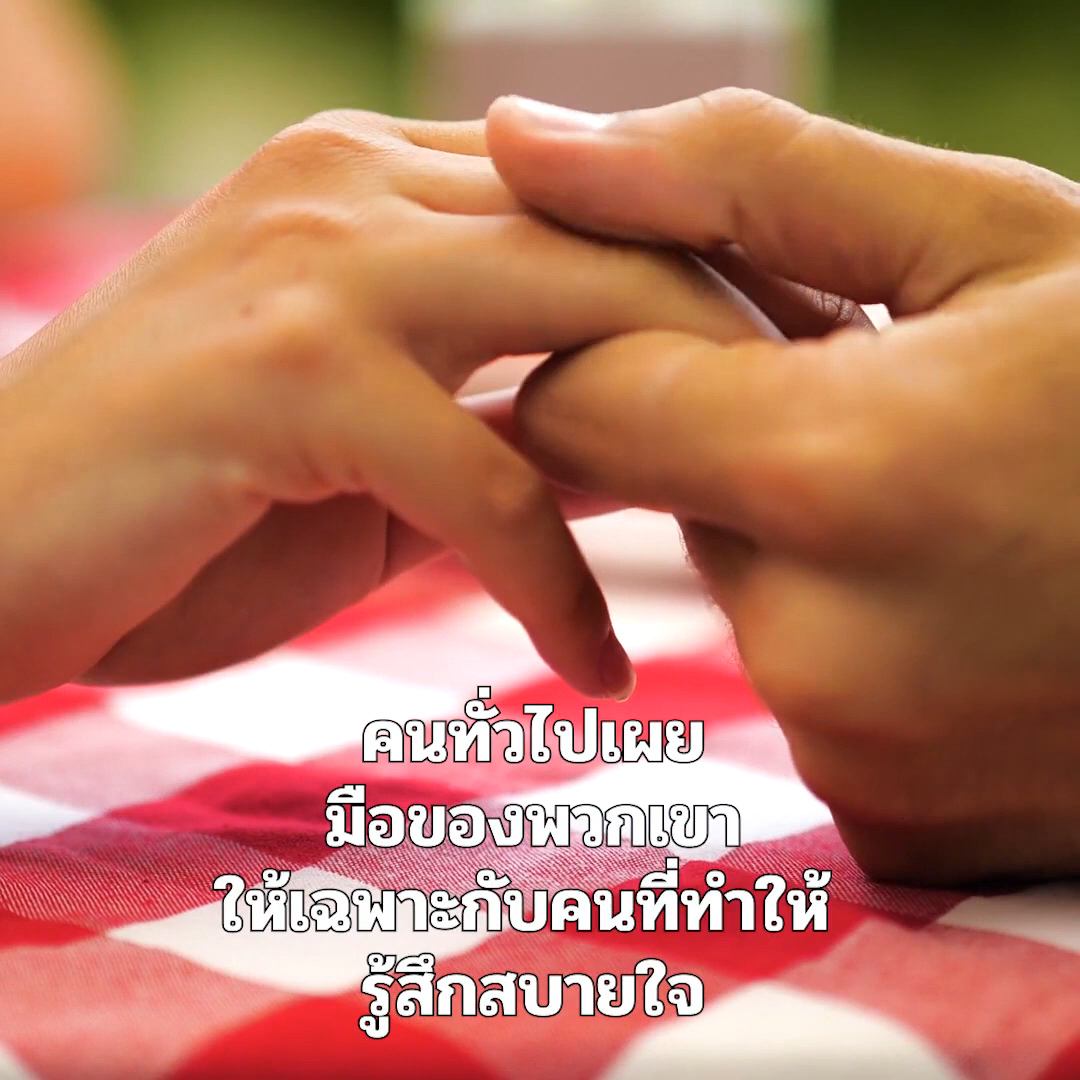 คนทั่วไปเผย
มือของพวกเขา
ให้เฉพาะกับคนที่ทำให้
รู้สึกสบายใจ